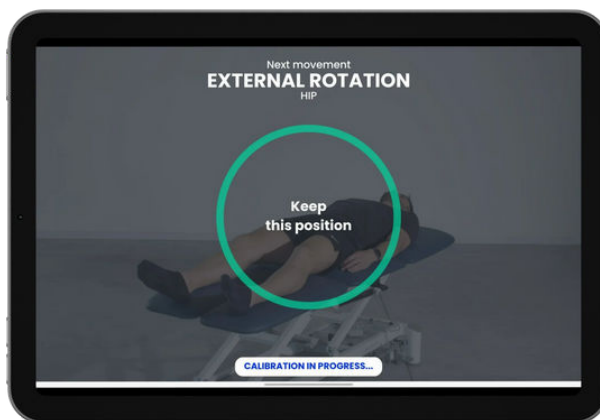 Next movement
EXTERNAL ROTATION
HIP
Keep
this position
CALIBRATION IN PROGRESS...